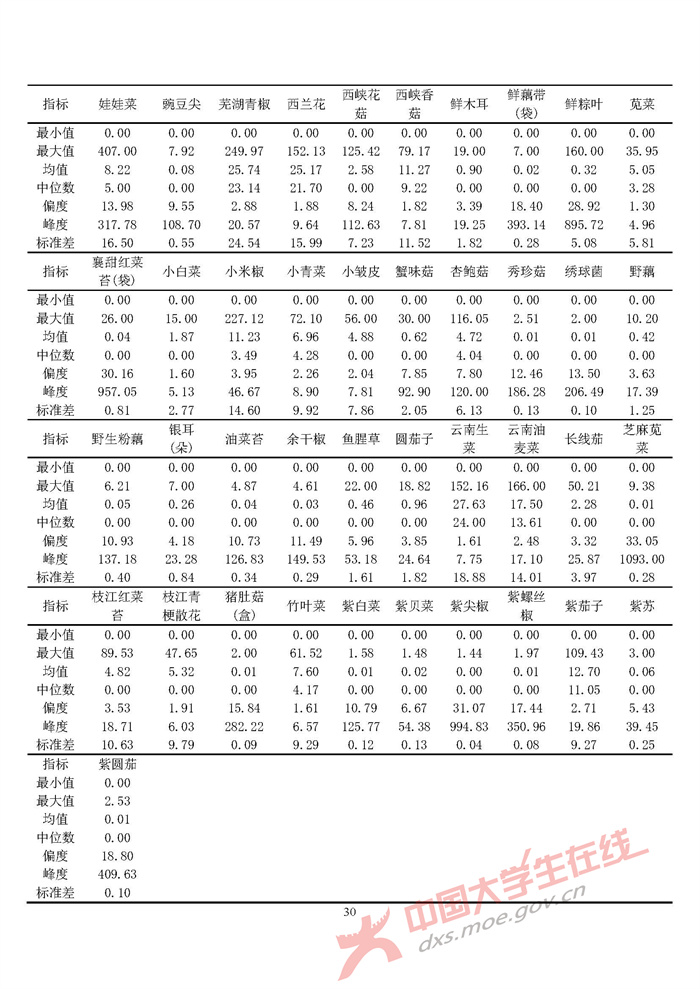 指标 娃娃菜 豌豆尖 芜湖青椒 西兰花 西峡花菇 西峡香菇 鲜木耳 鲜藕带(袋) 鲜粽叶 苋菜
最小值 0.00 0.00 0.00 0.00 0.00 0.00 0.00 0.00 0.00 0.00
最大值 407.00 7.92 249.97 152.13 125.42 79.17 19.00 7.00 160.00 35.95
均值 8.22 0.08 25.74 25.17 2.58 11.27 0.90 0.02 0.32 5.05
中位数 5.00 0.00 23.14 21.70 0.00 9.22 0.00 0.00 0.00 3.28
偏度 13.98 9.55 2.88 1.88 8.24 1.82 3.39 18.40 28.92 1.30
峰度 317.78 108.70 20.57 9.64 112.63 7.81 19.25 393.14 895.72 4.96
标准差 16.50 0.55 24.54 15.99 7.23 11.52 1.82 0.28 5.08 5.81
指标 襄甜红菜苔(袋) 小白菜 小米椒 小青菜 小皱皮 蟹味菇 杏鲍菇 秀珍菇 绣球菌 野藕
最小值 0.00 0.00 0.00 0.00 0.00 0.00 0.00 0.00 0.00 0.00
最大值 26.00 15.00 227.12 72.10 56.00 30.00 116.05 2.51 2.00 10.20
均值 0.04 1.87 11.23 6.96 4.88 0.62 4.72 0.01 0.01 0.42
中位数 0.00 0.00 3.49 4.28 0.00 0.00 4.04 0.00 0.00 0.00
偏度 30.16 1.60 3.95 2.26 2.04 7.85 7.80 12.46 13.50 3.63
峰度 957.05 5.13 46.67 8.90 7.81 92.90 120.00 186.28 206.49 17.39
标准差 0.81 2.77 14.60 9.92 7.86 2.05 6.13 0.13 0.10 1.25
指标 野生粉藕 银耳(朵) 油菜苔 余干椒 鱼腥草 圆茄子 云南生菜 云南油麦菜 长线茄 芝麻苋菜
最小值 0.00 0.00 0.00 0.00 0.00 0.00 0.00 0.00 0.00 0.00
最大值 6.21 7.00 4.87 4.61 22.00 18.82 152.16 166.00 50.21 9.38
均值 0.05 0.26 0.04 0.03 0.46 0.96 27.63 17.50 2.28 0.01
中位数 0.00 0.00 0.00 0.00 0.00 0.00 24.00 13.61 0.00 0.00
偏度 10.93 4.18 10.73 11.49 5.96 3.85 1.61 2.48 3.32 33.05
峰度 137.18 23.28 126.83 149.53 53.18 24.64 7.75 17.10 25.87 1093.00
标准差 0.40 0.84 0.34 0.29 1.61 1.82 18.88 14.01 3.97 0.28
指标 枝江红菜苔 枝江青梗散花 猪肚菇(盒) 竹叶菜 紫白菜 紫贝菜 紫尖椒 紫螺丝椒 紫茄子 紫苏
最小值 0.00 0.00 0.00 0.00 0.00 0.00 0.00 0.00 0.00 0.00
最大值 89.53 47.65 2.00 61.52 1.58 1.48 1.44 1.97 109.43 3.00
均值 4.82 5.32 0.01 7.60 0.01 0.02 0.00 0.01 12.70 0.06
中位数 0.00 0.00 0.00 4.17 0.00 0.00 0.00 0.00 11.05 0.00
偏度 3.53 1.91 15.84 1.61 10.79 6.67 31.07 17.44 2.71 5.43
峰度 18.71 6.03 282.22 6.57 125.77 54.38 994.83 350.96 19.86 39.45
标准差 10.63 9.79 0.09 9.29 0.12 0.13 0.04 0.08 9.27 0.25
指标 紫圆茄
最小值 0.00
最大值 2.53
均值 0.01
中位数 0.00
偏度 18.80
峰度 409.63
标准差 0.10
30
中国大学生在线
dxs.moe.gov.cn